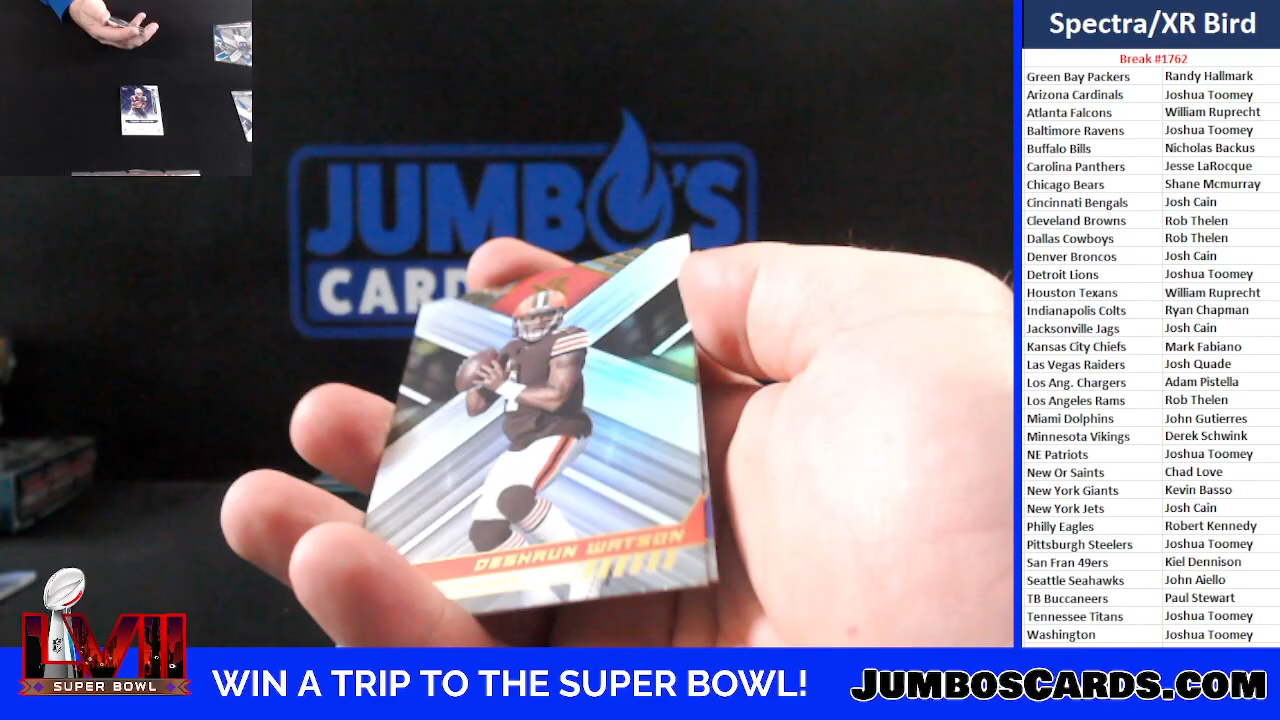 Spectra/XR Bird
Break #1762
Green Bay Packers Randy Hallmark
Arizona Cardinals Joshua Toomey
Atlanta Falcons William Ruprecht
Baltimore Ravens Joshua Toomey
Buffalo Bills Nicholas Backus
Carolina Panthers Jesse LaRocque
Chicago Bears Shane Mcmurray
Cincinnati Bengals Josh Cain
Cleveland Browns Rob Thelen
Dallas Cowboys Rob Thelen
Denver Broncos Josh Cain
Detroit Lions Joshua Toomey
Houston Texans William Ruprecht
Indianapolis Colts Ryan Chapman
Jacksonville Jags Josh Cain
Kansas City Chiefs Mark Fabiano
Las Vegas Raiders Josh Quade
Los Ang. Chargers Adam Pistella
Los Angeles Rams Rob Thelen
Miami Dolphins John Gutierres
Minnesota Vikings Derek Schwink
NE Patriots Joshua Toomey
New Or Saints Chad Love
New York Giants Kevin Basso
New York Jets Josh Cain
Philly Eagles Robert Kennedy
Pittsburgh Steelers Joshua Toomey
San Fran 49ers Kiel Dennison
Seattle Seahawks John Aiello
TB Buccaneers Paul Stewart
Tennessee Titans Joshua Toomey
Washington Joshua Toomey
JUMBO'S
CARD
DESHAUN WATSON
LVII
SUPER BOWL
WIN A TRIP TO THE SUPER BOWL!
JUMBOSCARDS.COM